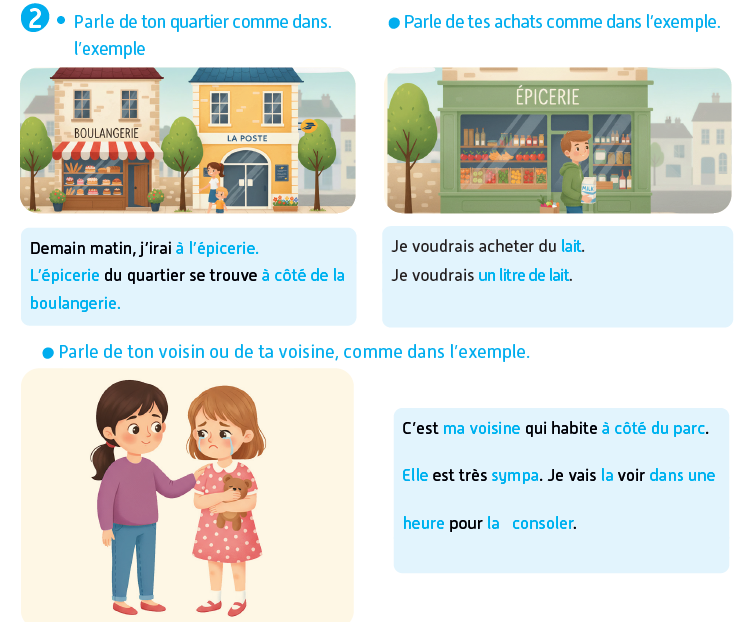 2 • Parle de ton quartier comme dans.
l'exemple
BOULANGERIE
LA POSTE
Demain matin, j'irai à l'épicerie.
L'épicerie du quartier se trouve à côté de la
boulangerie.
● Parle de tes achats comme dans l'exemple.
ÉPICERIE
MILK
Je voudrais acheter du lait.
Je voudrais un litre de lait.
● Parle de ton voisin ou de ta voisine, comme dans l'exemple.
C'est ma voisine qui habite à côté du parc.
Elle est très sympa. Je vais la voir dans une
heure pour la consoler.